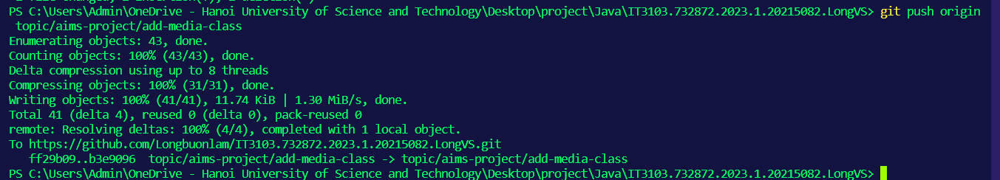 PS C:\Users\Admin\OneDrive - Hanoi University of Science and Technology\Desktop\project\Java\IT3103.732872.2023.1.20215082.LongVS> git push origin
topic/aims-project/add-media-class
Enumerating objects: 43, done.
Counting objects: 100% (43/43), done.
Delta compression using up to 8 threads
Compressing objects: 100% (31/31), done.
Writing objects: 100% (41/41), 11.74 KiB | 1.30 MiB/s, done.
Total 41 (delta 4), reused 0 (delta 0), pack-reused 0
remote: Resolving deltas: 100% (4/4), completed with 1 local object.
To https://github.com/Longbuonlam/IT3103.732872.2023.1.20215082.LongVS.git
   ff29b09..b3e9096  topic/aims-project/add-media-class -> topic/aims-project/add-media-class
PS C:\Users\Admin\OneDrive - Hanoi University of Science and Technology\Desktop\project\Java\IT3103.732872.2023.1.20215082.LongVS>